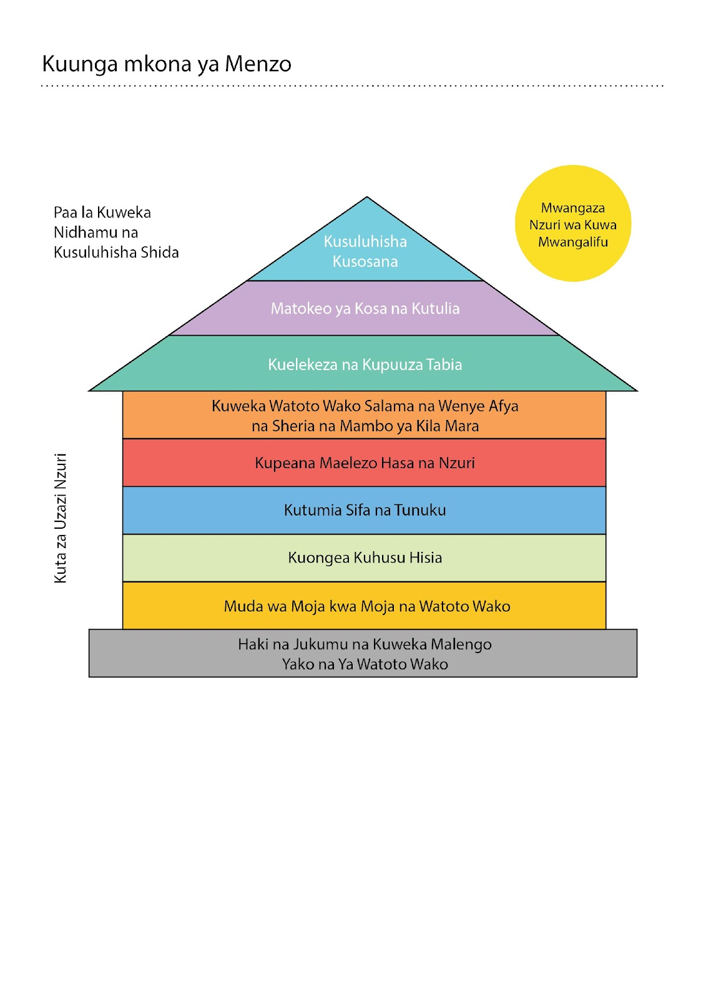 Kuunga mkona ya Menzo
Paa la Kuweka
Nidhamu na
Kusuluhisha Shida
Mwangaza
Nzuri wa Kuwa
Mwangalifu
Kusuluhisha
Kusosana
Matokeo ya Kosa na Kutulia
Kuelekeza na Kupuuza Tabia
Kuta za Uzazi Nzuri
Kuweka Watoto Wako Salama na Wenye Afya
na Sheria na Mambo ya Kila Mara
Kupeana Maelezo Hasa na Nzuri
Kutumia Sifa na Tunuku
Kuongea Kuhusu Hisia
Muda wa Moja kwa Moja na Watoto Wako
Haki na Jukumu na Kuweka Malengo
Yako na Ya Watoto Wako